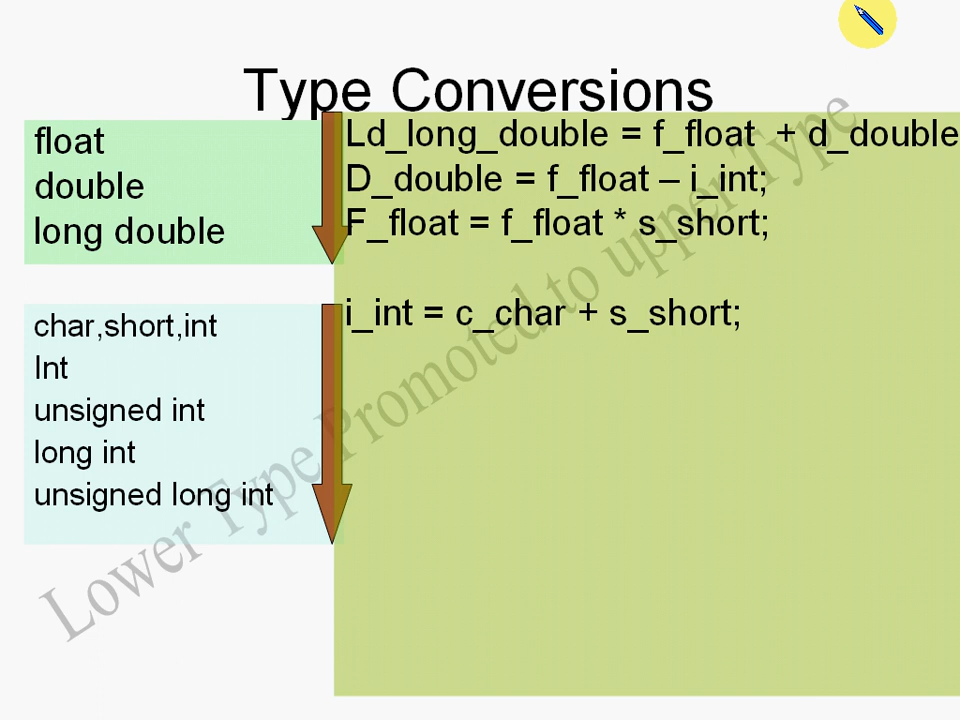 Type Conversions
float
double
long double
Ld_long_double = f_float + d_double
D_double = f_float – i_int;
F_float = f_float * s_short;
i_int = c_char + s_short;
char,short,int
Int
unsigned int
long int
unsigned long int
Lower Type Promoted to upper Type